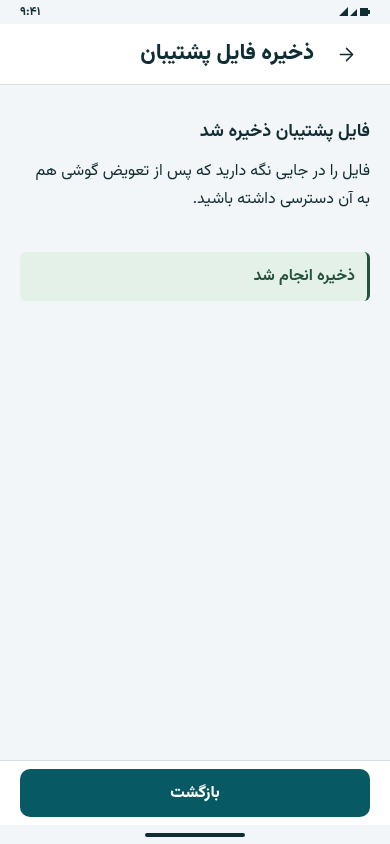 ۹:۴۱
ذخیره فایل پشتیبان
فایل پشتیبان ذخیره شد
فایل را در جایی نگه دارید که پس از تعویض گوشی هم
به آن دسترسی داشته باشید.
ذخیره انجام شد
بازگشت